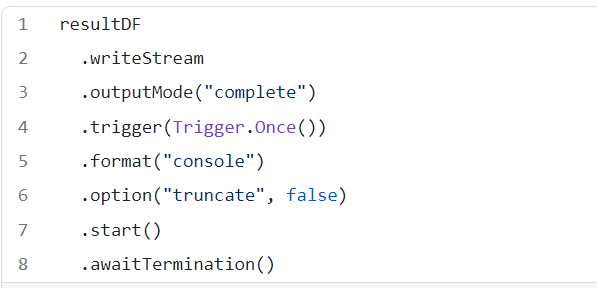 1 resultDF
2 .writeStream
3 .outputMode("complete")
4 .trigger(Trigger.Once())
5 .format("console")
6 .option("truncate", false)
7 .start()
8 .awaitTermination()